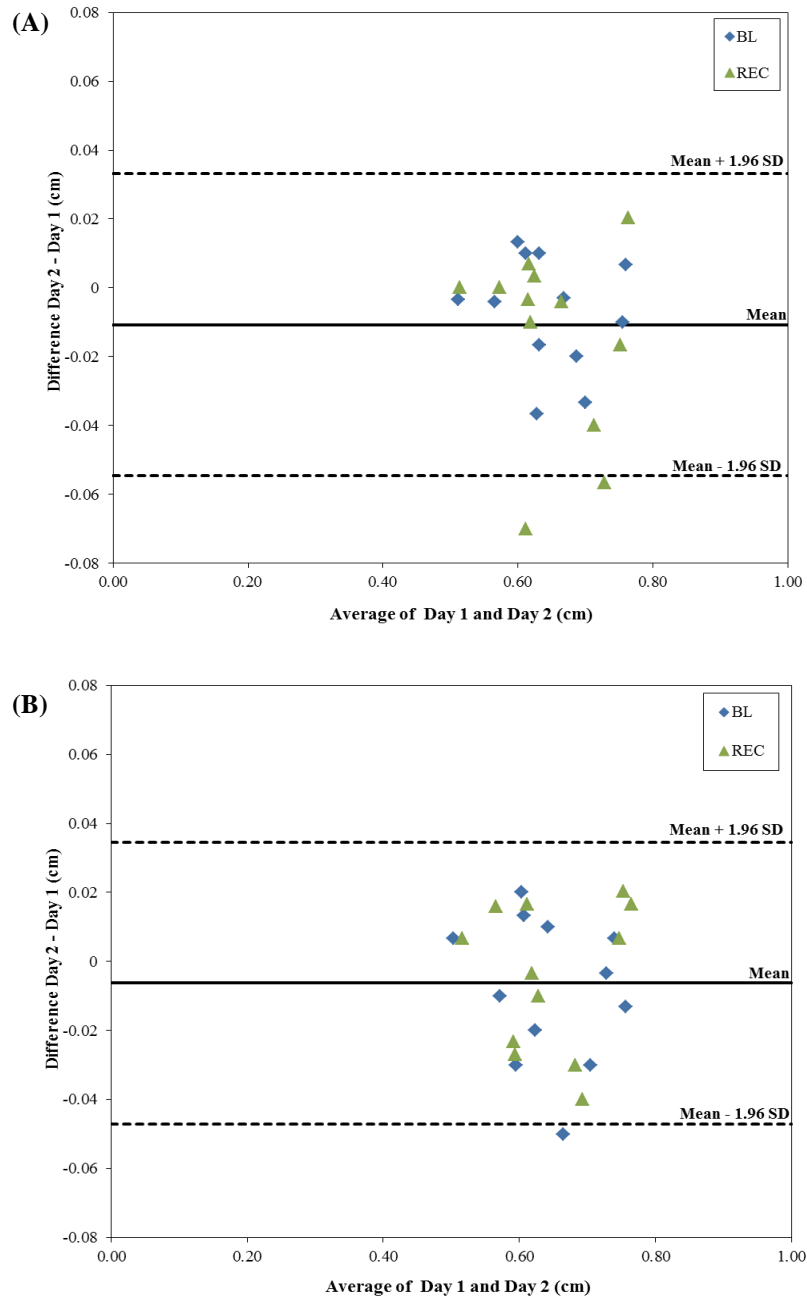 (A)
0.08
0.06
0.04
0.02
0
-0.02
-0.04
-0.06
-0.08
Difference Day 2 - Day 1 (cm)
BL
REC
Mean + 1.96 SD
Mean
Mean - 1.96 SD
0.00 0.20 0.40 0.60 0.80 1.00
Average of Day 1 and Day 2 (cm)
(B)
0.08
0.06
0.04
0.02
0
-0.02
-0.04
-0.06
-0.08
Difference Day 2 - Day 1 (cm)
BL
REC
Mean + 1.96 SD
Mean
Mean - 1.96 SD
0.00 0.20 0.40 0.60 0.80 1.00
Average of Day 1 and Day 2 (cm)